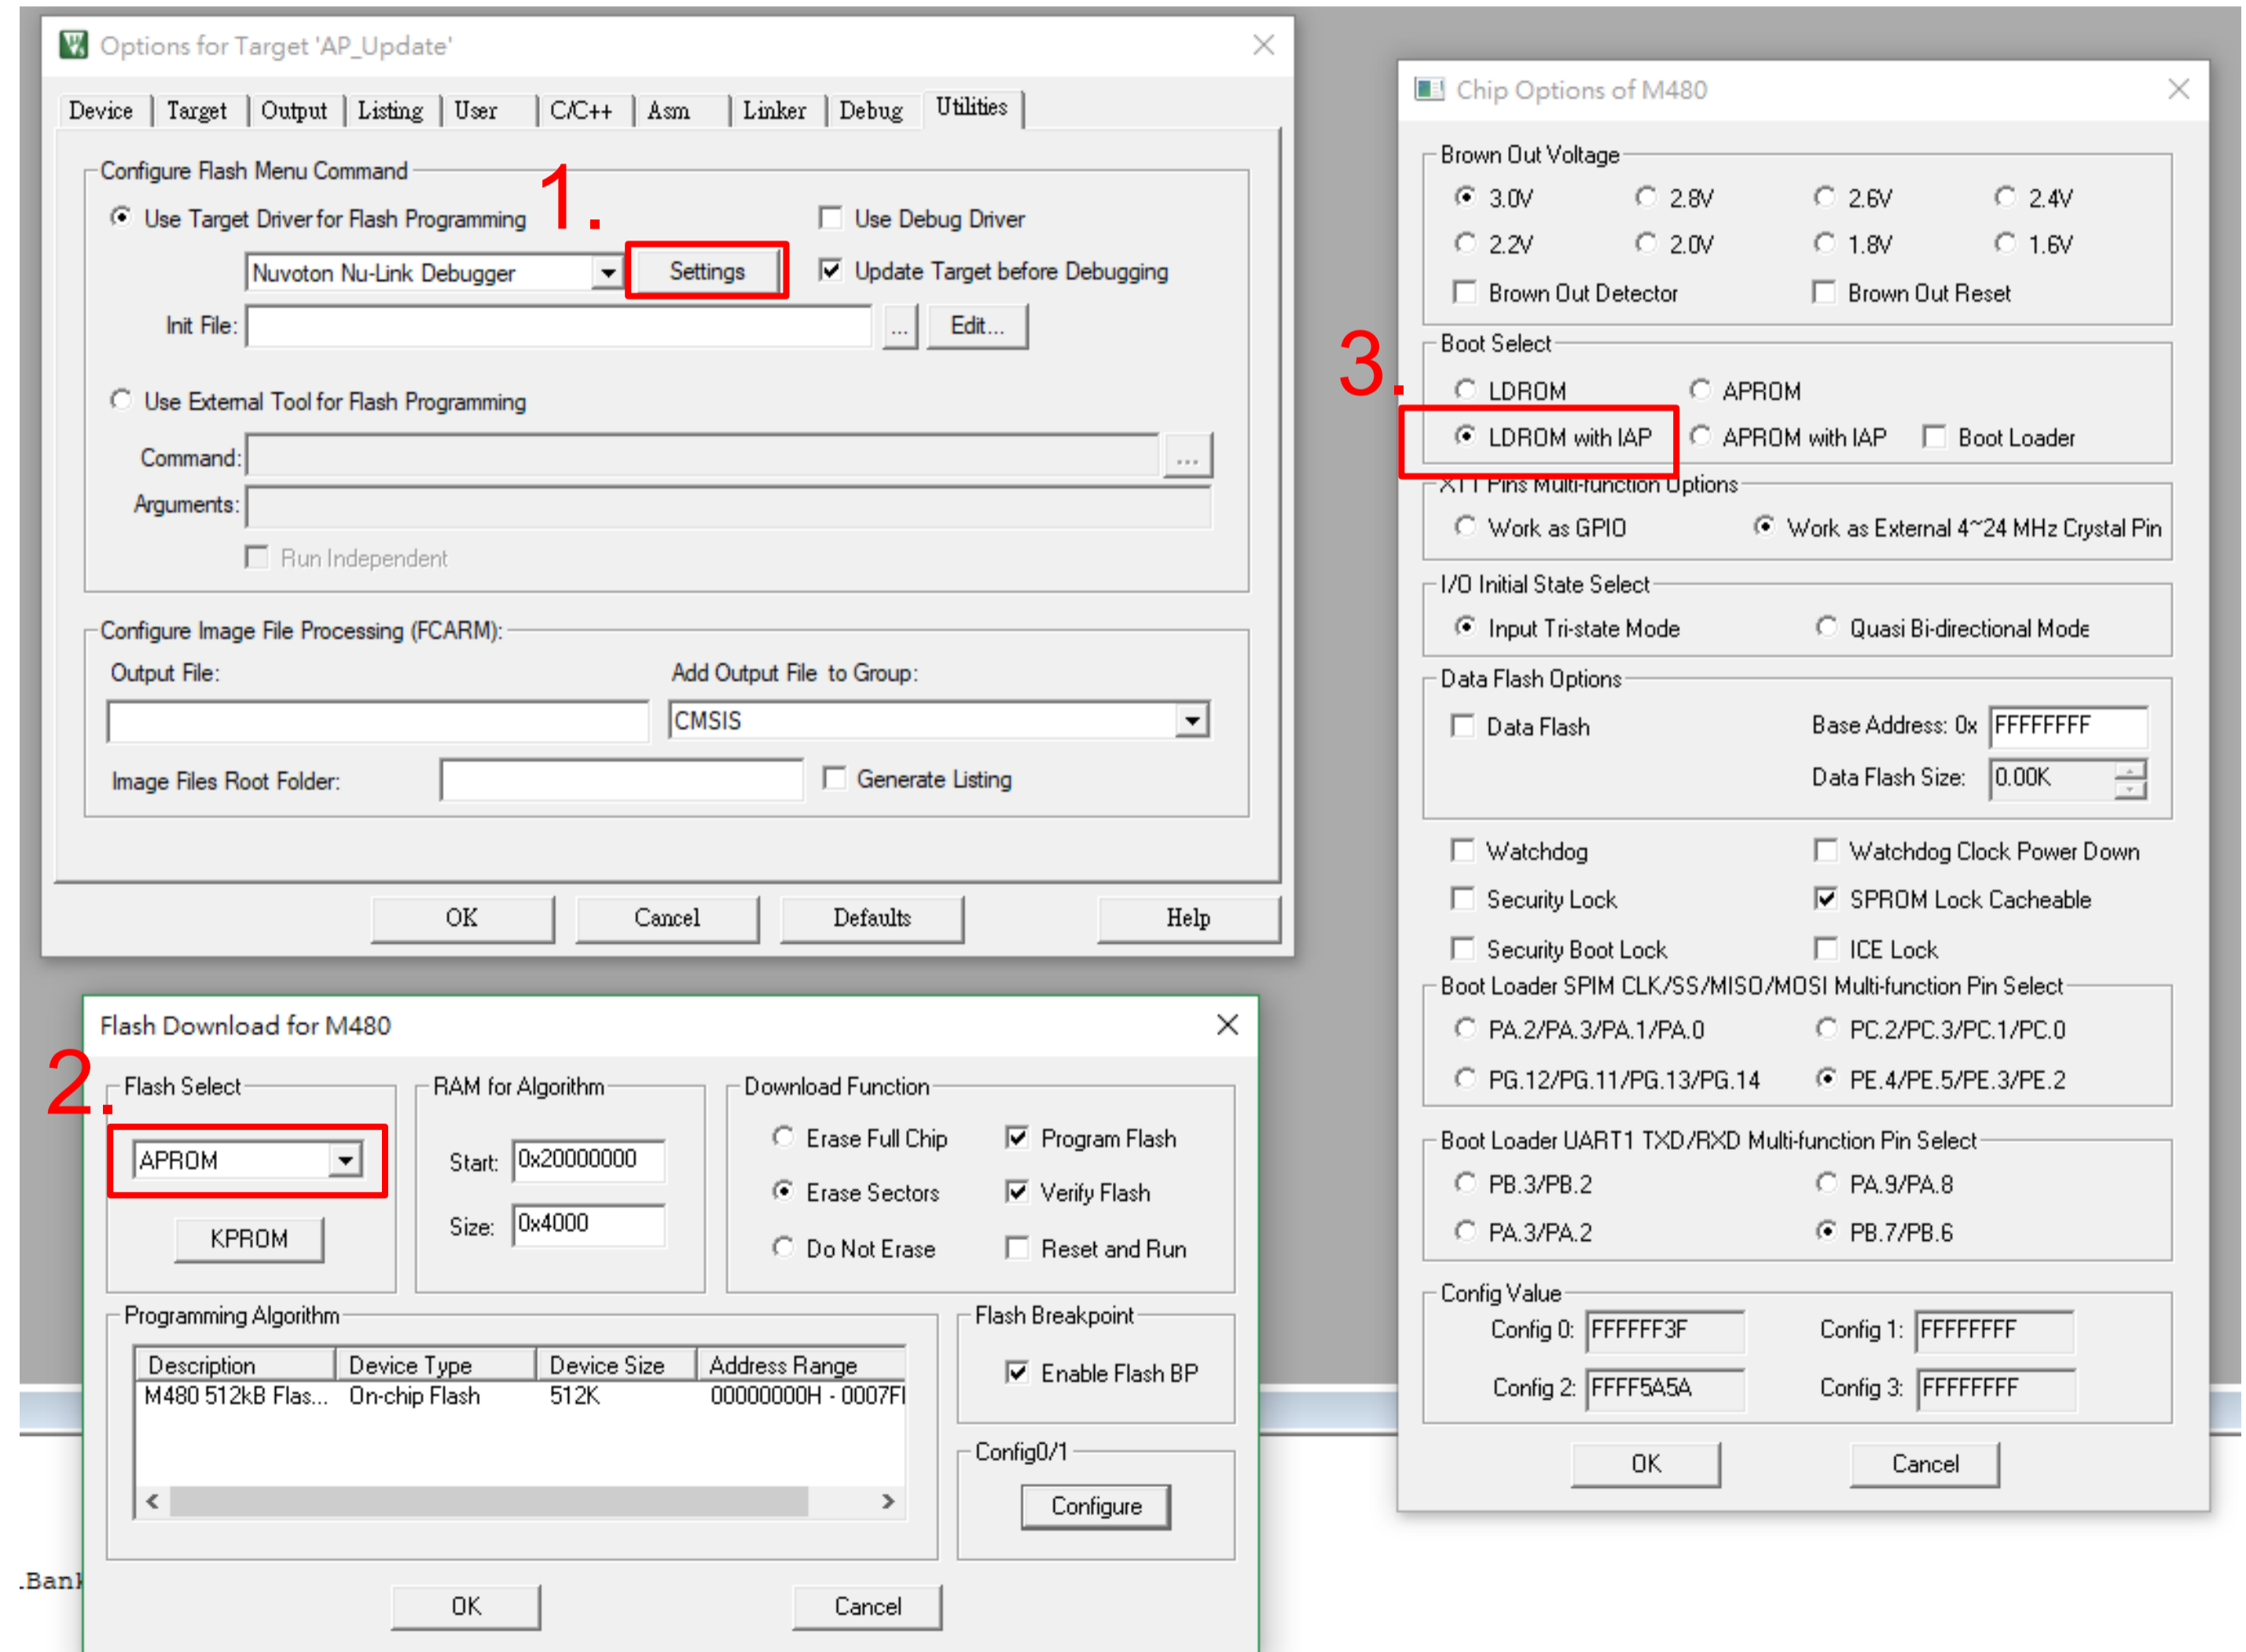 Options for Target 'AP_Update'
Device Target Output Listing User C/C++ Asm Linker Debug Utilities
Configure Flash Menu Command
1.
Use Target Driver for Flash Programming
Use Debug Driver
Nuvoton Nu-Link Debugger
Settings
Update Target before Debugging
Init File:
...
Edit...
Use External Tool for Flash Programming
Command:
...
Arguments:
Run Independent
Configure Image File Processing (FCARM):
Output File:
Add Output File to Group:
CMSIS
Image Files Root Folder:
Generate Listing
OK Cancel Defaults Help
Flash Download for M480
2.
Flash Select
APROM
KPROM
RAM for Algorithm
Start: 0x20000000
Size: 0x4000
Download Function
Erase Full Chip Program Flash
Erase Sectors Verify Flash
Do Not Erase Reset and Run
Programming Algorithm
Description Device Type Device Size Address Range
M480 512kB Flas... On-chip Flash 512K 00000000H - 0007F
Flash Breakpoint
Enable Flash BP
Config0/1
Configure
OK Cancel
.Bank
Chip Options of M480
Brown Out Voltage
3.0V 2.8V 2.6V 2.4V
2.2V 2.0V 1.8V 1.6V
Brown Out Detector Brown Out Reset
3.
Boot Select
LDROM APROM
LDROM with IAP APROM with IAP Boot Loader
XT1 Pins Multi-function Options
Work as GPIO Work as External 4~24 MHz Crystal Pin
I/O Initial State Select
Input Tri-state Mode Quasi Bi-directional Mode
Data Flash Options
Data Flash Base Address: 0x FFFFFFFF
Data Flash Size: 0.00K
Watchdog Watchdog Clock Power Down
Security Lock SPROM Lock Cacheable
Security Boot Lock ICE Lock
Boot Loader SPIM CLK/SS/MISO/MOSI Multi-function Pin Select
PA.2/PA.3/PA.1/PA.0 PC.2/PC.3/PC.1/PC.0
PG.12/PG.11/PG.13/PG.14 PE.4/PE.5/PE.3/PE.2
Boot Loader UART1 TXD/RXD Multi-function Pin Select
PB.3/PB.2 PA.9/PA.8
PA.3/PA.2 PB.7/PB.6
Config Value
Config 0: FFFFFF3F Config 1: FFFFFFFF
Config 2: FFFF5A5A Config 3: FFFFFFFF
OK Cancel